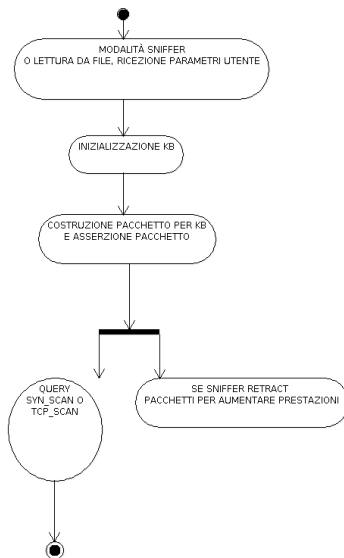 MODALITÀ SNIFFER
O LETTURA DA FILE, RICEZIONE PARAMETRI UTENTE
INIZIALIZZAZIONE KB
COSTRUZIONE PACCHETTO PER KB
E ASSERZIONE PACCHETTO
QUERY
SYN_SCAN O
TCP_SCAN
SE SNIFFER RETRACT
PACCHETTI PER AUMENTARE PRESTAZIONI